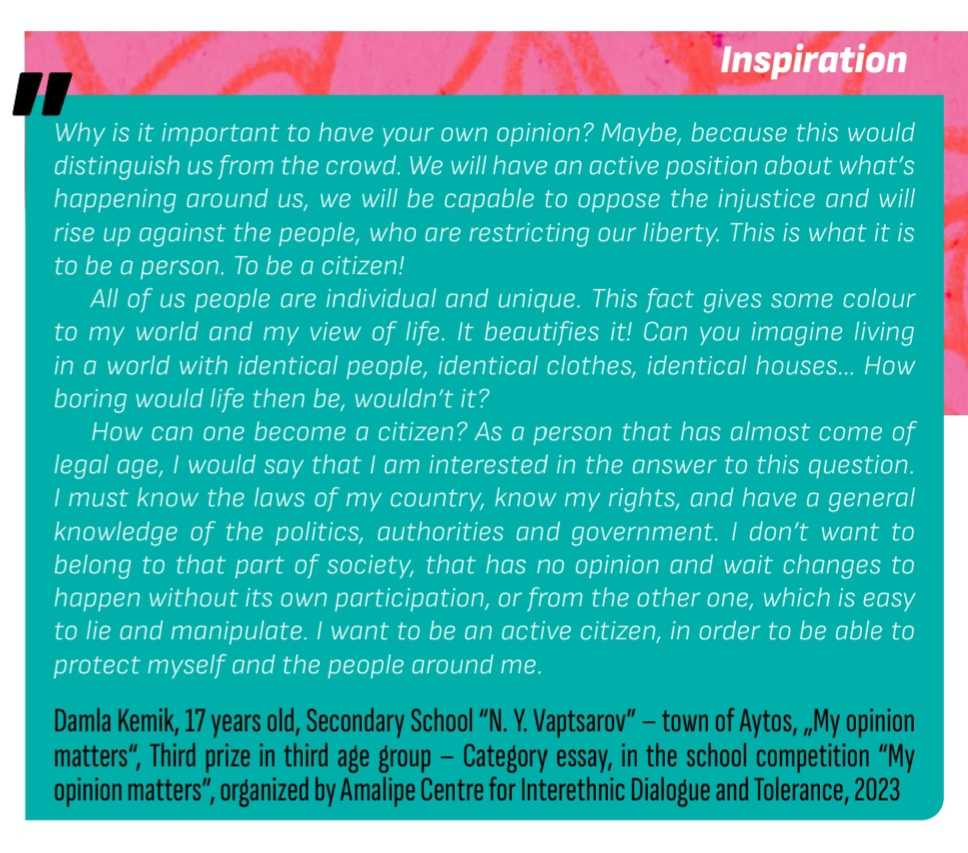 Inspiration
"
Why is it important to have your own opinion? Maybe, because this would
distinguish us from the crowd. We will have an active position about what's
happening around us, we will be capable to oppose the injustice and will
rise up against the people, who are restricting our liberty. This is what it is
to be a person. To be a citizen!
All of us people are individual and unique. This fact gives some colour
to my world and my view of life. It beautifies it! Can you imagine living
in a world with identical people, identical clothes, identical houses... How
boring would life then be, wouldn't it?
How can one become a citizen? As a person that has almost come of
legal age, I would say that I am interested in the answer to this question.
I must know the laws of my country, know my rights, and have a general
knowledge of the politics, authorities and government. I don't want to
belong to that part of society, that has no opinion and wait changes to
happen without its own participation, or from the other one, which is easy
to lie and manipulate. I want to be an active citizen, in order to be able to
protect myself and the people around me.
Damla Kemik, 17 years old, Secondary School “N. Y. Vaptsarov” – town of Aytos, „My opinion
matters“, Third prize in third age group – Category essay, in the school competition “My
opinion matters”, organized by Amalipe Centre for Interethnic Dialogue and Tolerance, 2023